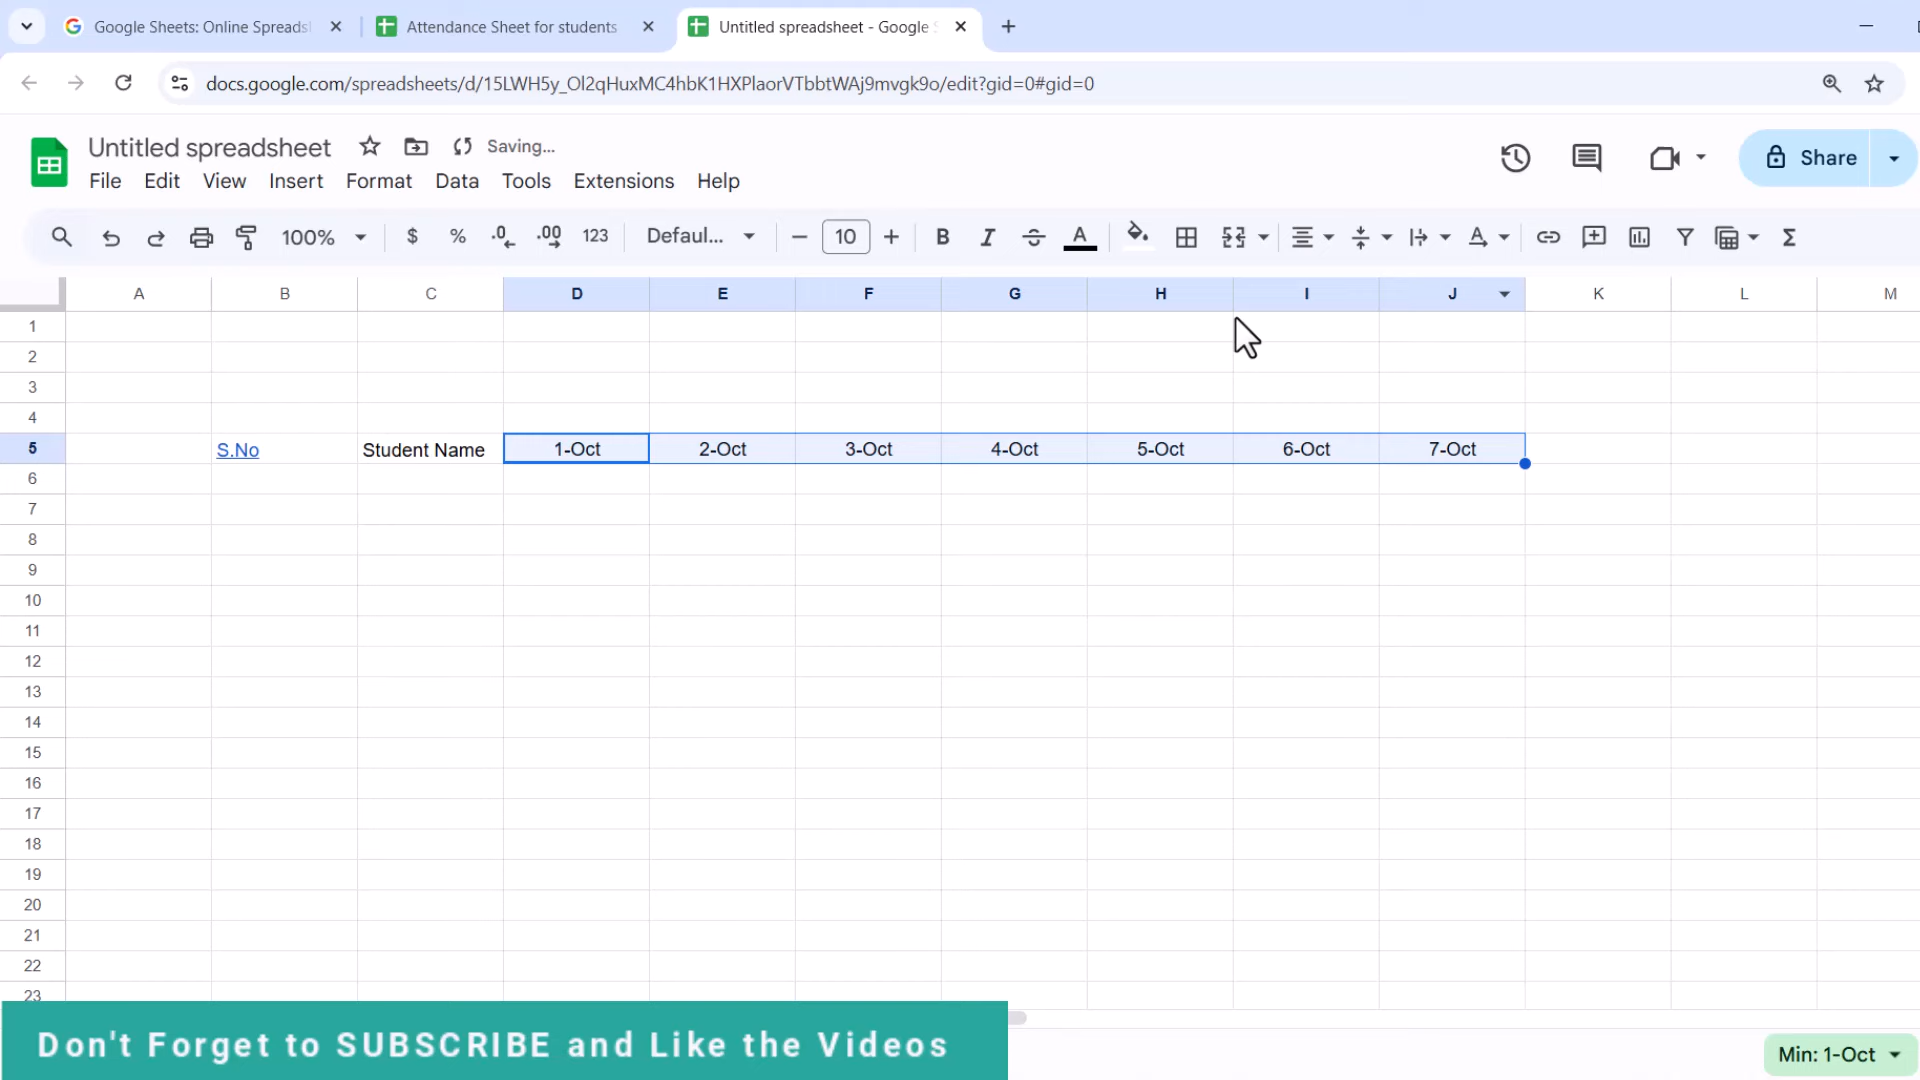 Google Sheets: Online Spreads
Attendance Sheet for students
Untitled spreadsheet - Google S
docs.google.com/spreadsheets/d/15LWH5y_Ol2qHuxMC4hbK1HXPlaorVTbbtWAj9mvgk9o/edit?gid=0#gid=0
Untitled spreadsheet
Saving...
File Edit View Insert Format Data Tools Extensions Help
Share
100% $ % .0 .00 123 Defaul... 10 B I S A
A B C D E F G H I J K L M
1
2
3
4
5 S.No Student Name 1-Oct 2-Oct 3-Oct 4-Oct 5-Oct 6-Oct 7-Oct
6
7
8
9
10
11
12
13
14
15
16
17
18
19
20
21
22
23
Don't Forget to SUBSCRIBE and Like the Videos
Min: 1-Oct